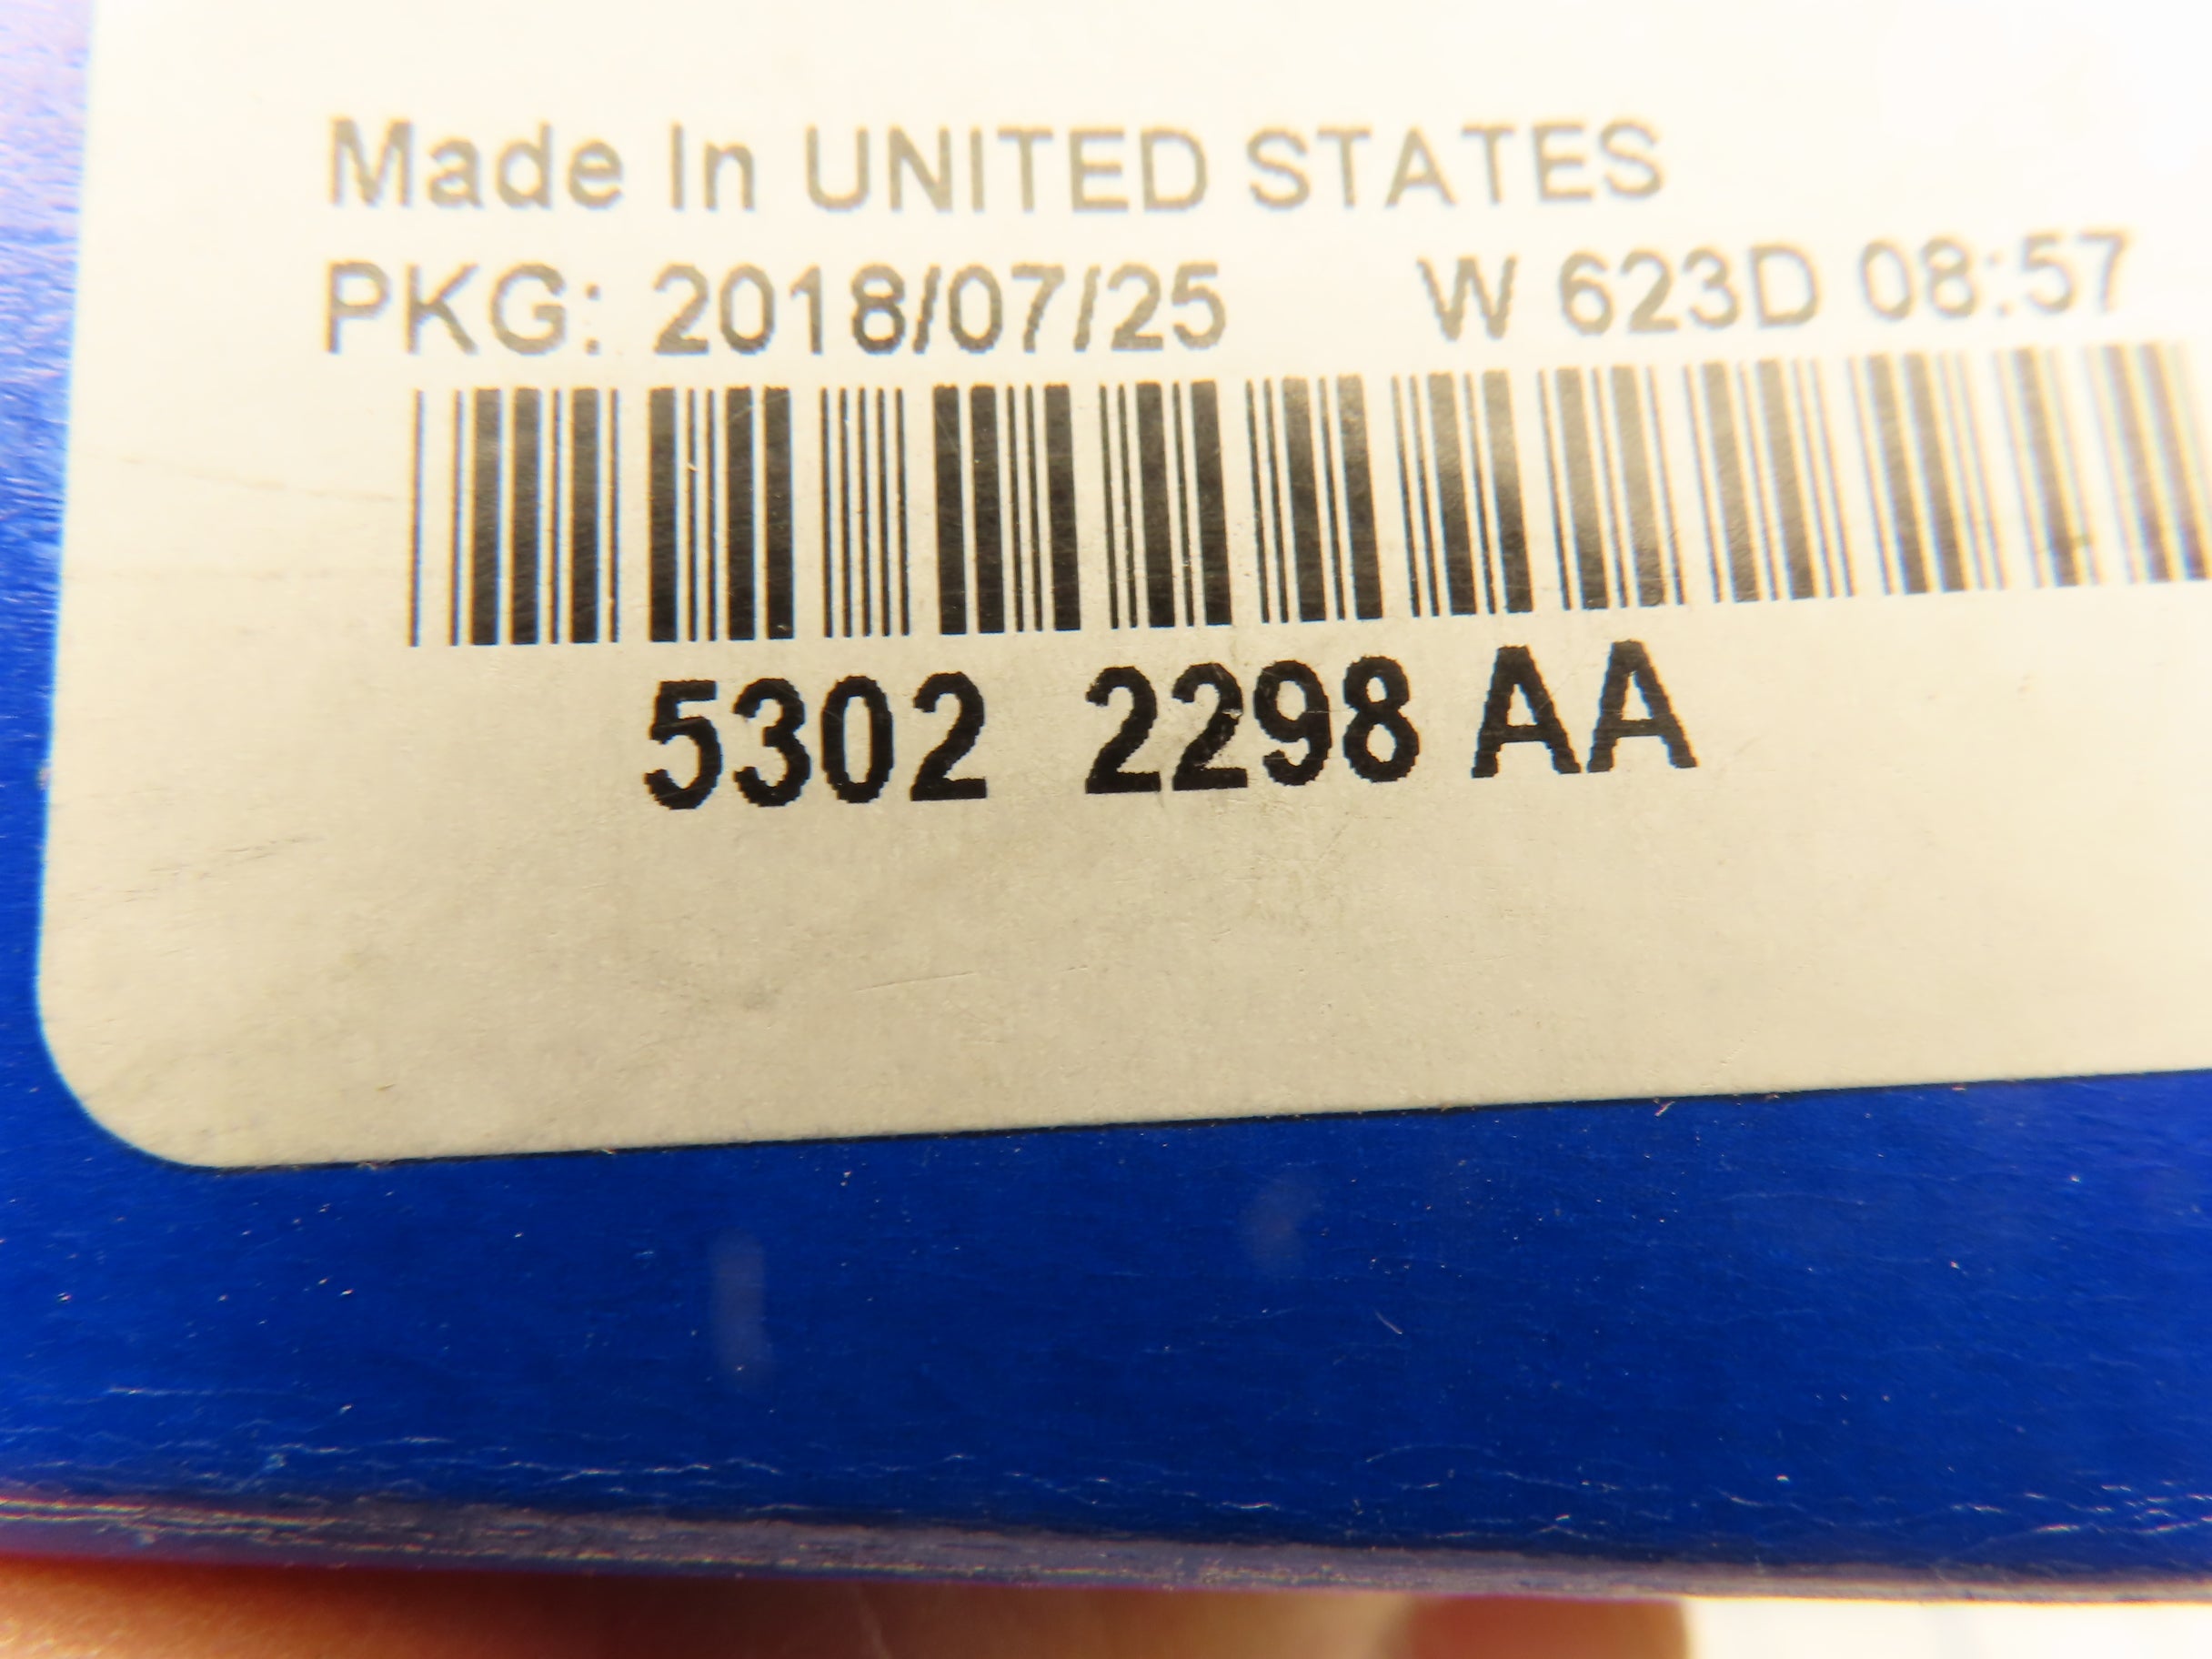 Made In UNITED STATES
PKG: 2018/07/25 W 623D 08:57
5302 2298 AA